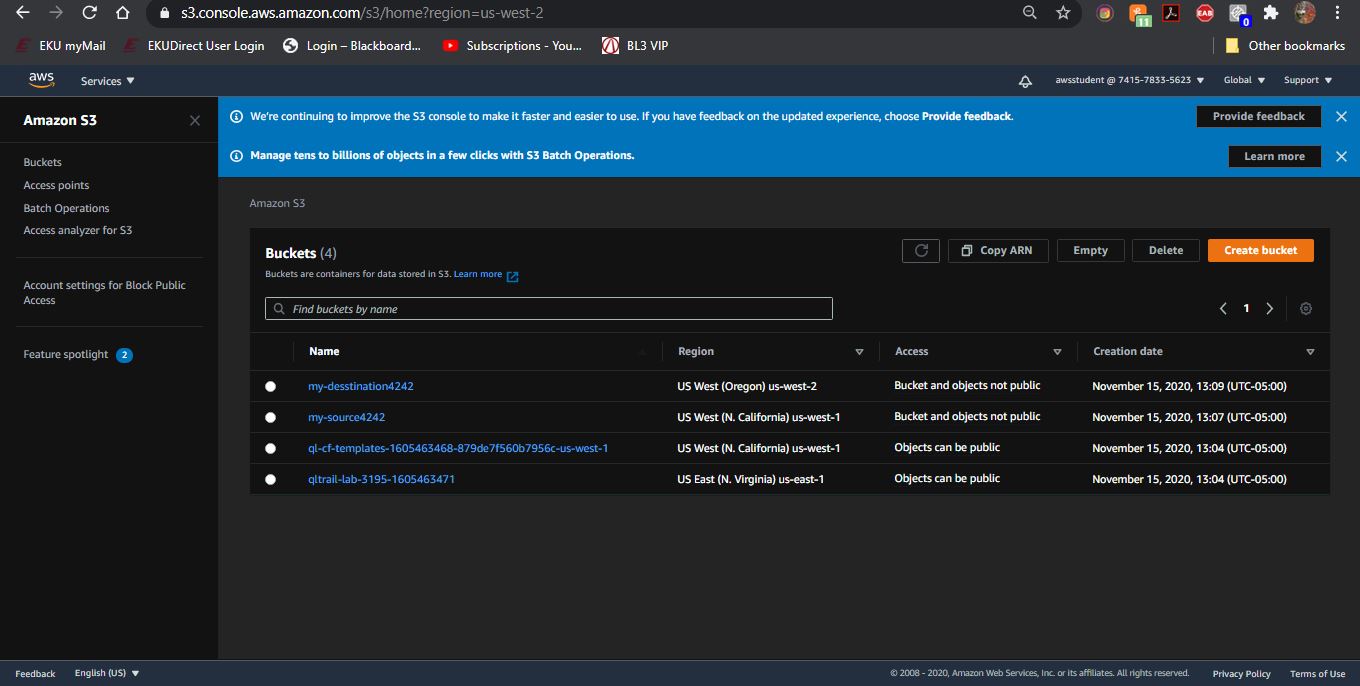 s3.console.aws.amazon.com/s3/home?region=us-west-2
11
EAB
0
EKU myMail
EKUDirect User Login
Login – Blackboard...
Subscriptions - You...
BL3 VIP
Other bookmarks
aws
Services
awsstudent @ 7415-7833-5623
Global
Support
Amazon S3
Buckets
Access points
Batch Operations
Access analyzer for S3
Account settings for Block Public
Access
Feature spotlight 2
We're continuing to improve the S3 console to make it faster and easier to use. If you have feedback on the updated experience, choose Provide feedback.
Provide feedback
Manage tens to billions of objects in a few clicks with S3 Batch Operations.
Learn more
Amazon S3
Buckets (4)
Copy ARN
Empty
Delete
Create bucket
Buckets are containers for data stored in S3. Learn more
Find buckets by name
1
Name Region Access Creation date
my-desstination4242 US West (Oregon) us-west-2 Bucket and objects not public November 15, 2020, 13:09 (UTC-05:00)
my-source4242 US West (N. California) us-west-1 Bucket and objects not public November 15, 2020, 13:07 (UTC-05:00)
ql-cf-templates-1605463468-879de7f560b7956c-us-west-1 US West (N. California) us-west-1 Objects can be public November 15, 2020, 13:04 (UTC-05:00)
qltrail-lab-3195-1605463471 US East (N. Virginia) us-east-1 Objects can be public November 15, 2020, 13:04 (UTC-05:00)
Feedback
English (US)
© 2008 - 2020, Amazon Web Services, Inc. or its affiliates. All rights reserved.
Privacy Policy
Terms of Use